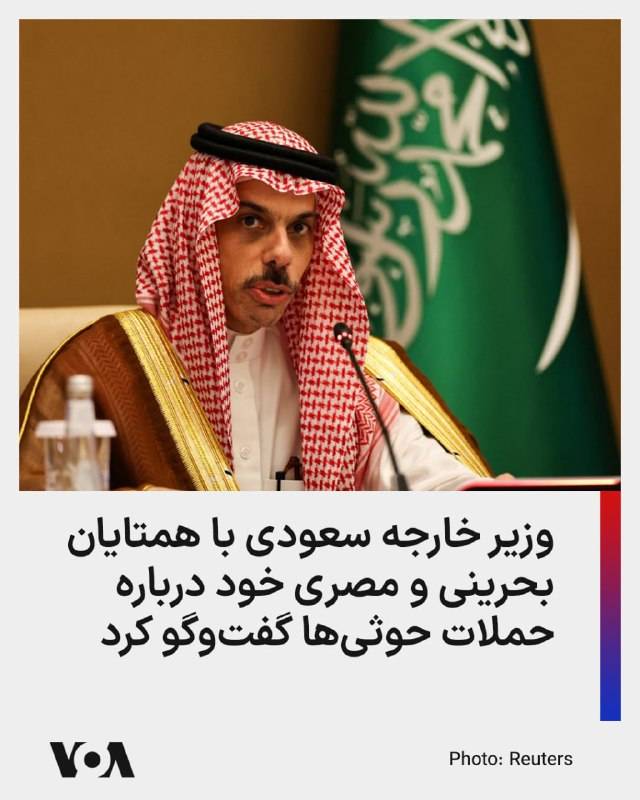 وزیر خارجه سعودی با همتایان
بحرینی و مصری خود درباره
حملات حوثی‌ها گفت‌وگو کرد
VOA
Photo: Reuters